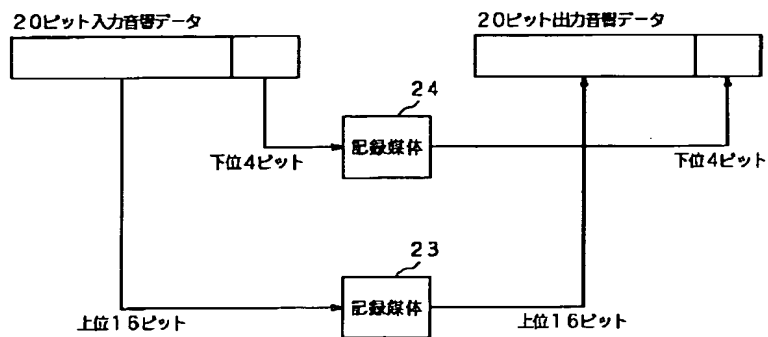 20ビット入力音響データ
20ビット出力音響データ
24
記録媒体
下位4ビット
下位4ビット
23
記録媒体
上位16ビット
上位16ビット